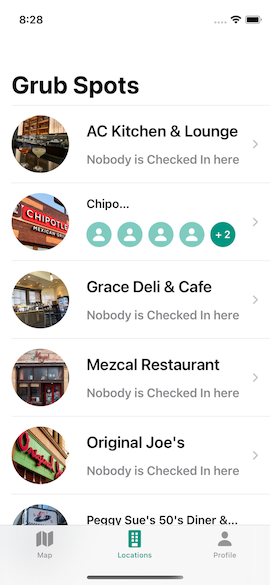 8:28
Grub Spots
AC Kitchen & Lounge
Nobody is Checked In here
CHIPOTLE
MEXICAN GRILL
Chipo...
+ 2
Grace Deli & Cafe
Nobody is Checked In here
Mezcal Restaurant
Nobody is Checked In here
Original Joe's
Original Joe's
Nobody is Checked In here
Peggy Sue's 50's Diner &...
Map
Locations
Profile